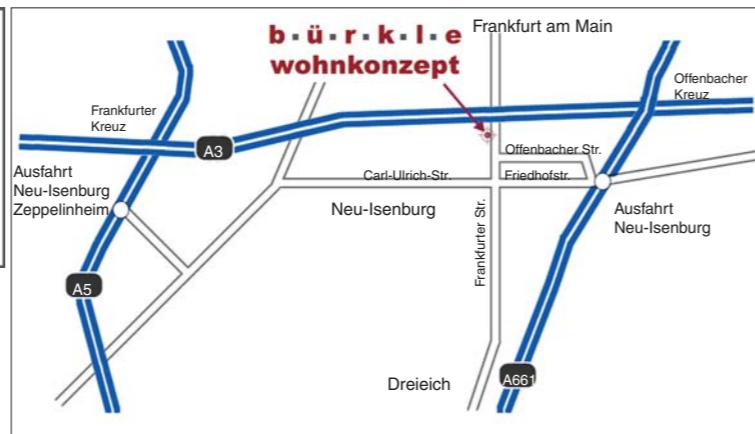 b·ü·r·k·l·e
wohnkonzept
Frankfurt am Main
Offenbacher
Kreuz
Frankfurter
Kreuz
A3
Offenbacher Str.
Ausfahrt
Neu-Isenburg
Zeppelinheim
Carl-Ulrich-Str.
Friedhofstr.
Neu-Isenburg
Ausfahrt
Neu-Isenburg
Frankfurter Str.
A5
Dreieich
A661